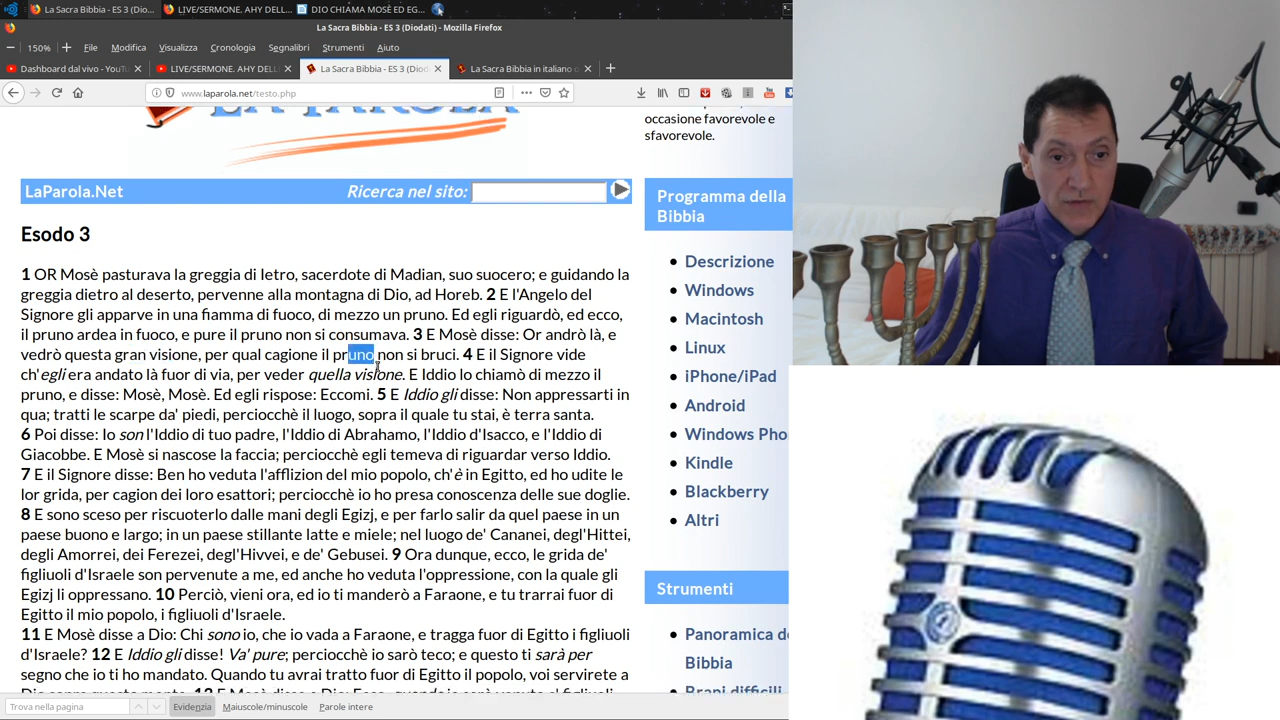 La Sacra Bibbia - ES 3 (Dio...
LIVE/SERMONE. AHY DELL...
DIO CHIAMA MOSÉ ED EG...
La Sacra Bibbia - ES 3 (Diodati) - Mozilla Firefox
150%
File Modifica Visualizza Cronologia Segnalibri Strumenti Aiuto
Dashboard dal vivo - YouTu
LIVE/SERMONE. AHY DELL
La Sacra Bibbia - ES 3 (Diod
La Sacra Bibbia in italiano o
www.laparola.net/testo.php
LA PAROLA
occasione favorevole e
sfavorevole.
LaParola.Net
Ricerca nel sito:
Esodo 3
1 OR Mosè pasturava la greggia di Ietro, sacerdote di Madian, suo suocero; e guidando la
greggia dietro al deserto, pervenne alla montagna di Dio, ad Horeb. 2 E l'Angelo del
Signore gli apparve in una fiamma di fuoco, di mezzo un pruno. Ed egli riguardò, ed ecco,
il pruno ardea in fuoco, e pure il pruno non si consumava. 3 E Mosè disse: Or andrò là, e
vedrò questa gran visione, per qual cagione il pruno non si bruci. 4 E il Signore vide
ch'egli era andato là fuor di via, per veder quella visione. E Iddio lo chiamò di mezzo il
pruno, e disse: Mosè, Mosè. Ed egli rispose: Eccomi. 5 E Iddio gli disse: Non appressarti in
qua; tratti le scarpe da' piedi, perciocchè il luogo, sopra il quale tu stai, è terra santa.
6 Poi disse: Io son l'Iddio di tuo padre, l'Iddio di Abrahamo, l'Iddio d'Isacco, e l'Iddio di
Giacobbe. E Mosè si nascose la faccia; perciocchè egli temeva di riguardar verso Iddio.
7 E il Signore disse: Ben ho veduta l'afflizion del mio popolo, ch'è in Egitto, ed ho udite le
lor grida, per cagion dei loro esattori; perciocchè io ho presa conoscenza delle sue doglie.
8 E sono sceso per riscuoterlo dalle mani degli Egizj, e per farlo salir da quel paese in un
paese buono e largo; in un paese stillante latte e miele; nel luogo de' Cananei, degl'Hittei,
degli Amorrei, dei Ferezei, degl'Hivvei, e de' Gebusei. 9 Ora dunque, ecco, le grida de'
figliuoli d'Israele son pervenute a me, ed anche ho veduta l'oppressione, con la quale gli
Egizj li oppressano. 10 Perciò, vieni ora, ed io ti manderò a Faraone, e tu trarrai fuor di
Egitto il mio popolo, i figliuoli d'Israele.
11 E Mosè disse a Dio: Chi sono io, che io vada a Faraone, e tragga fuor di Egitto i figliuoli
d'Israele? 12 E Iddio gli disse! Va' pure; perciocchè io sarò teco; e questo ti sarà per
segno che io ti ho mandato. Quando tu avrai tratto fuor di Egitto il popolo, voi servirete a
Programma della
Bibbia
Descrizione
Windows
Macintosh
Linux
iPhone/iPad
Android
Windows Pho
Kindle
Blackberry
Altri
Strumenti
Panoramica de
Bibbia
Brani difficili
Trova nella pagina
Evidenzia
Maiuscole/minuscole
Parole intere